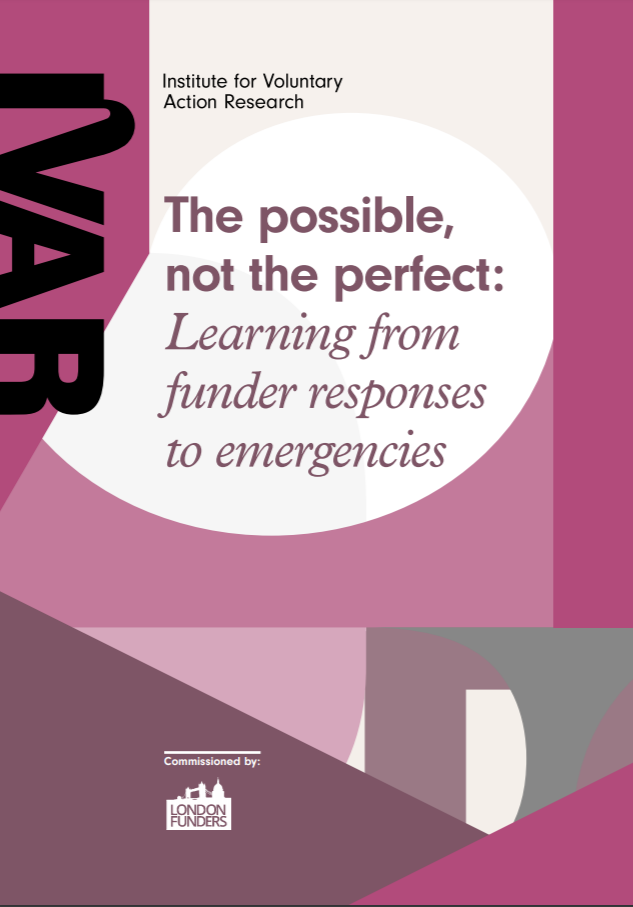 IVAR
Institute for Voluntary
Action Research
The possible,
not the perfect:
Learning from
funder responses
to emergencies
Commissioned by:
LONDON
FUNDERS